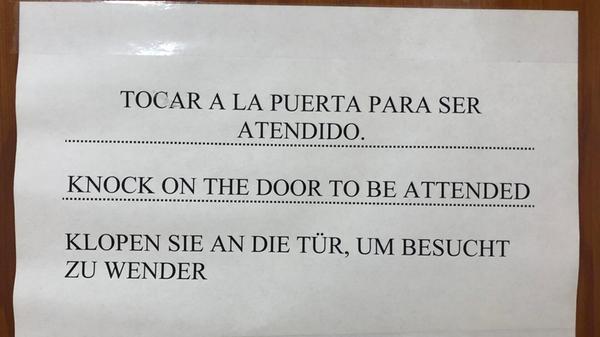 TOCAR A LA PUERTA PARA SER
ATENDIDO.
KNOCK ON THE DOOR TO BE ATTENDED
KLOPEN SIE AN DIE TÜR, UM BESUCHT
ZU WENDER